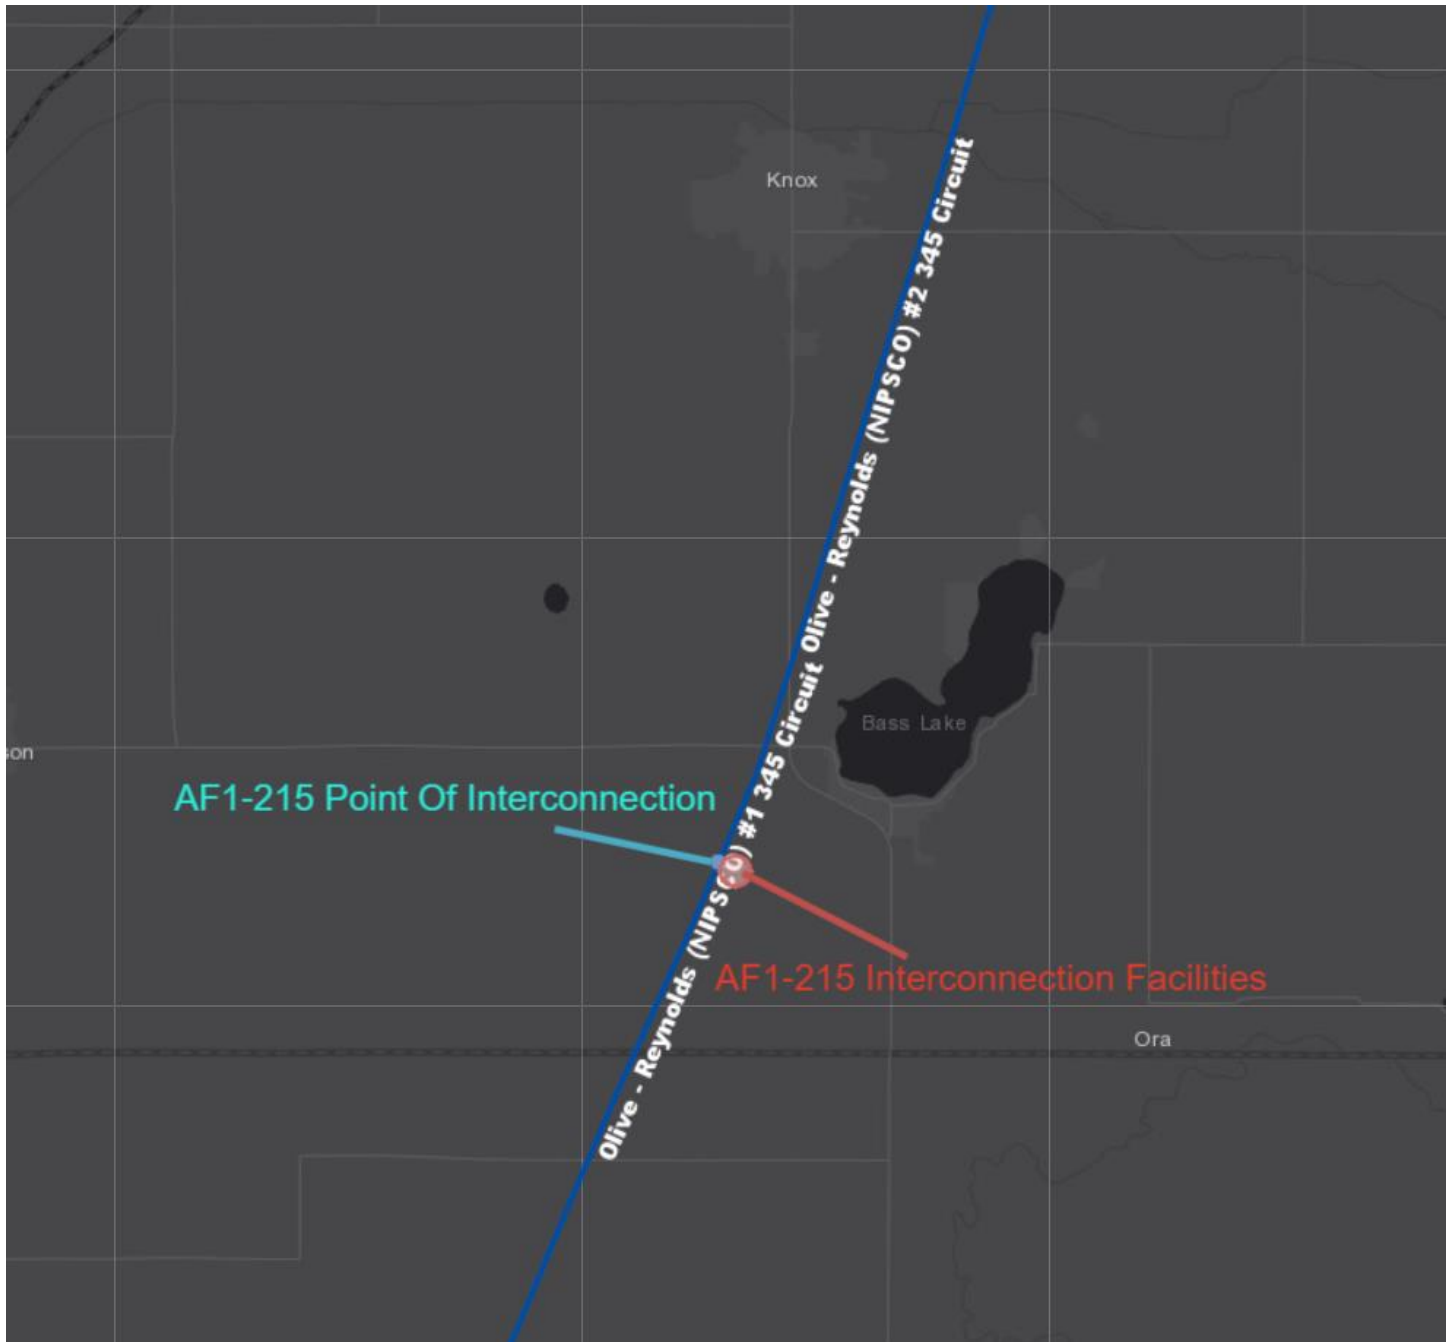 Knox
Olive - Reynolds (NIPSCO) #2 345 Circuit
Bass Lake
son
AF1-215 Point Of Interconnection
Olive - Reynolds (NIPSCO) #1 345 Circuit
AF1-215 Interconnection Facilities
Ora